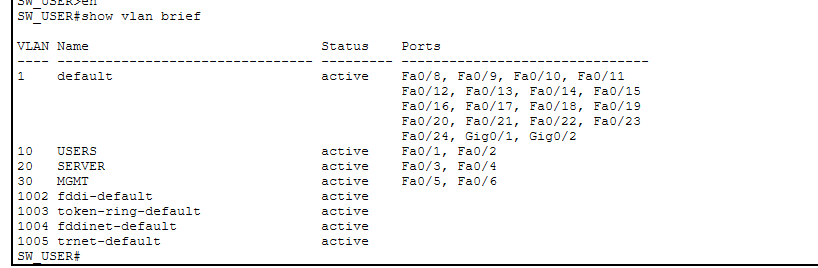 SW_USER>en
SW_USER#show vlan brief
VLAN Name Status Ports
---- -------------------------------- --------- -------------------------------
1 default active Fa0/8, Fa0/9, Fa0/10, Fa0/11
Fa0/12, Fa0/13, Fa0/14, Fa0/15
Fa0/16, Fa0/17, Fa0/18, Fa0/19
Fa0/20, Fa0/21, Fa0/22, Fa0/23
Fa0/24, Gig0/1, Gig0/2
10 USERS active Fa0/1, Fa0/2
20 SERVER active Fa0/3, Fa0/4
30 MGMT active Fa0/5, Fa0/6
1002 fddi-default active
1003 token-ring-default active
1004 fddinet-default active
1005 trnet-default active
SW_USER#